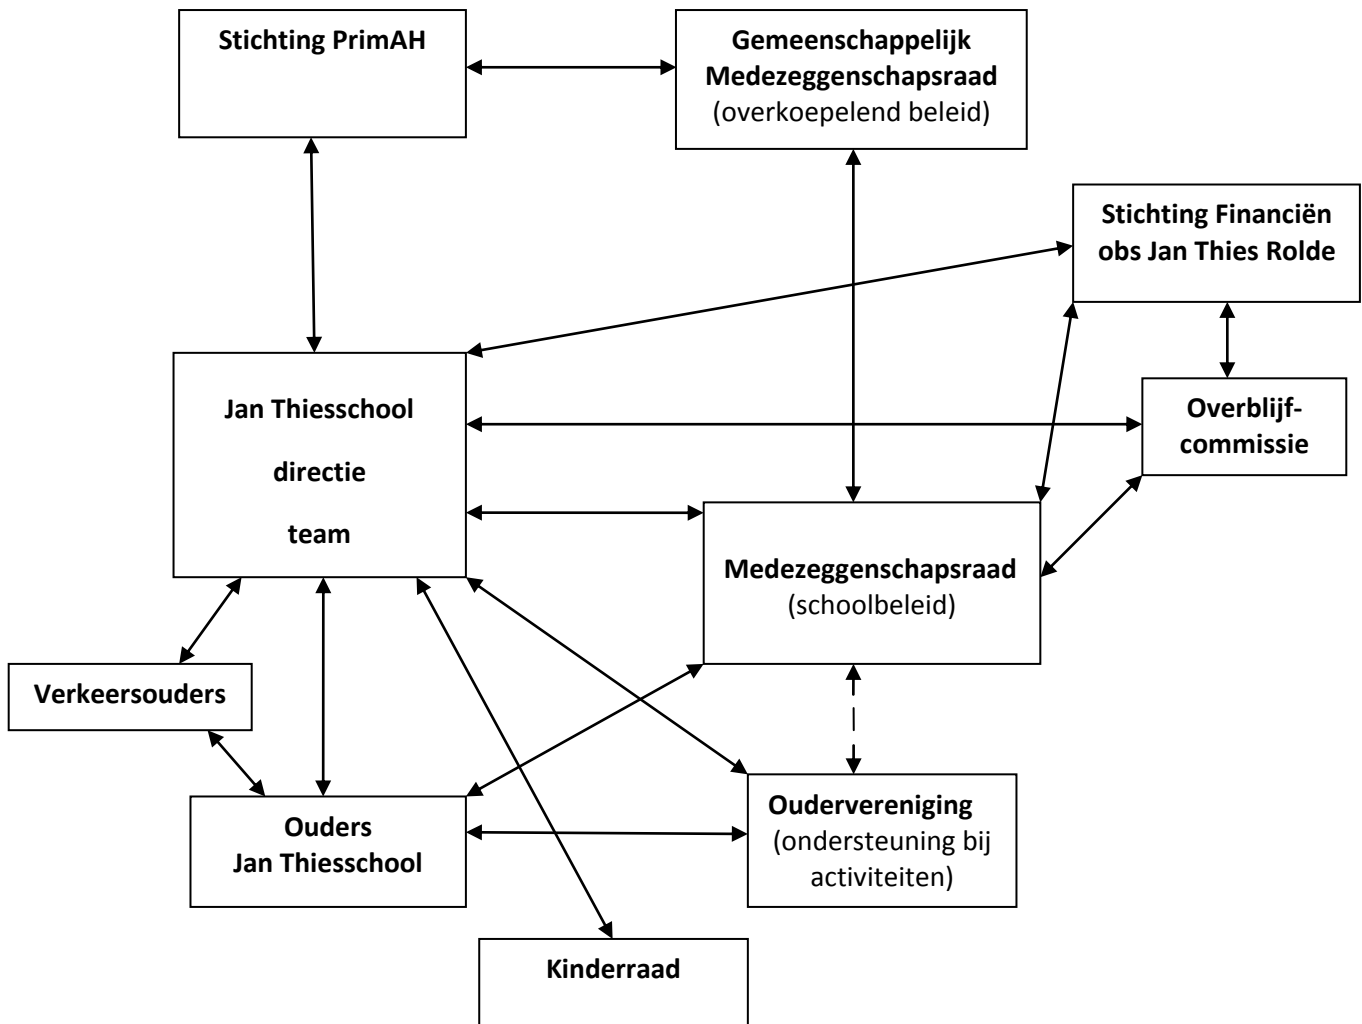 Stichting PrimAH
Gemeenschappelijk
Medezeggenschapsraad
(overkoepelend beleid)
Stichting Financiën
obs Jan Thies Rolde
Jan Thiesschool
directie
team
Overblijf-
commissie
Medezeggenschapsraad
(schoolbeleid)
Verkeersouders
Ouders
Jan Thiesschool
Oudervereniging
(ondersteuning bij
activiteiten)
Kinderraad